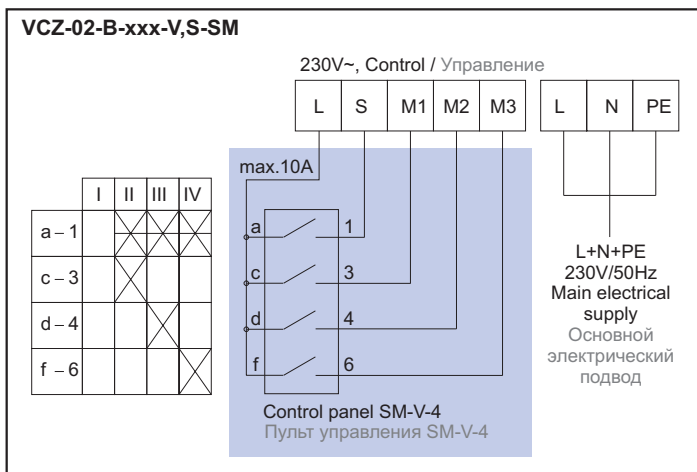 VCZ-02-B-xxx-V,S-SM
230V~, Control / Управление
L S M1 M2 M3 L N PE
max.10A
I II III IV
a – 1
c – 3
d – 4
f – 6
a 1
c 3
d 4
f 6
L+N+PE
230V/50Hz
Main electrical
supply
Основной
электрический
подвод
Control panel SM-V-4
Пульт управления SM-V-4